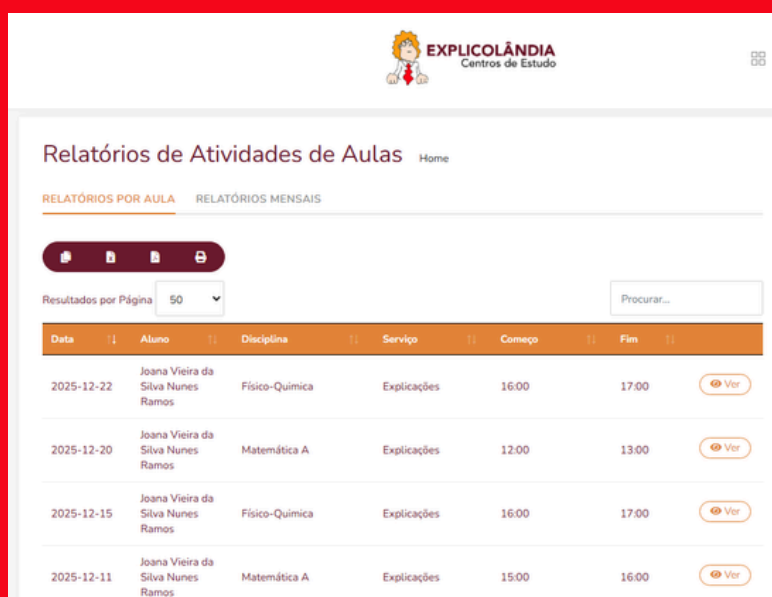 EXPLICOLÂNDIA
Centros de Estudo
Relatórios de Atividades de Aulas Home
RELATÓRIOS POR AULA RELATÓRIOS MENSAIS
Resultados por Página 50 Procurar...
Data Aluno Disciplina Serviço Começo Fim
2025-12-22 Joana Vieira da Silva Nunes Ramos Físico-Quimica Explicações 16:00 17:00 Ver
2025-12-20 Joana Vieira da Silva Nunes Ramos Matemática A Explicações 12:00 13:00 Ver
2025-12-15 Joana Vieira da Silva Nunes Ramos Físico-Quimica Explicações 16:00 17:00 Ver
2025-12-11 Joana Vieira da Silva Nunes Ramos Matemática A Explicações 15:00 16:00 Ver